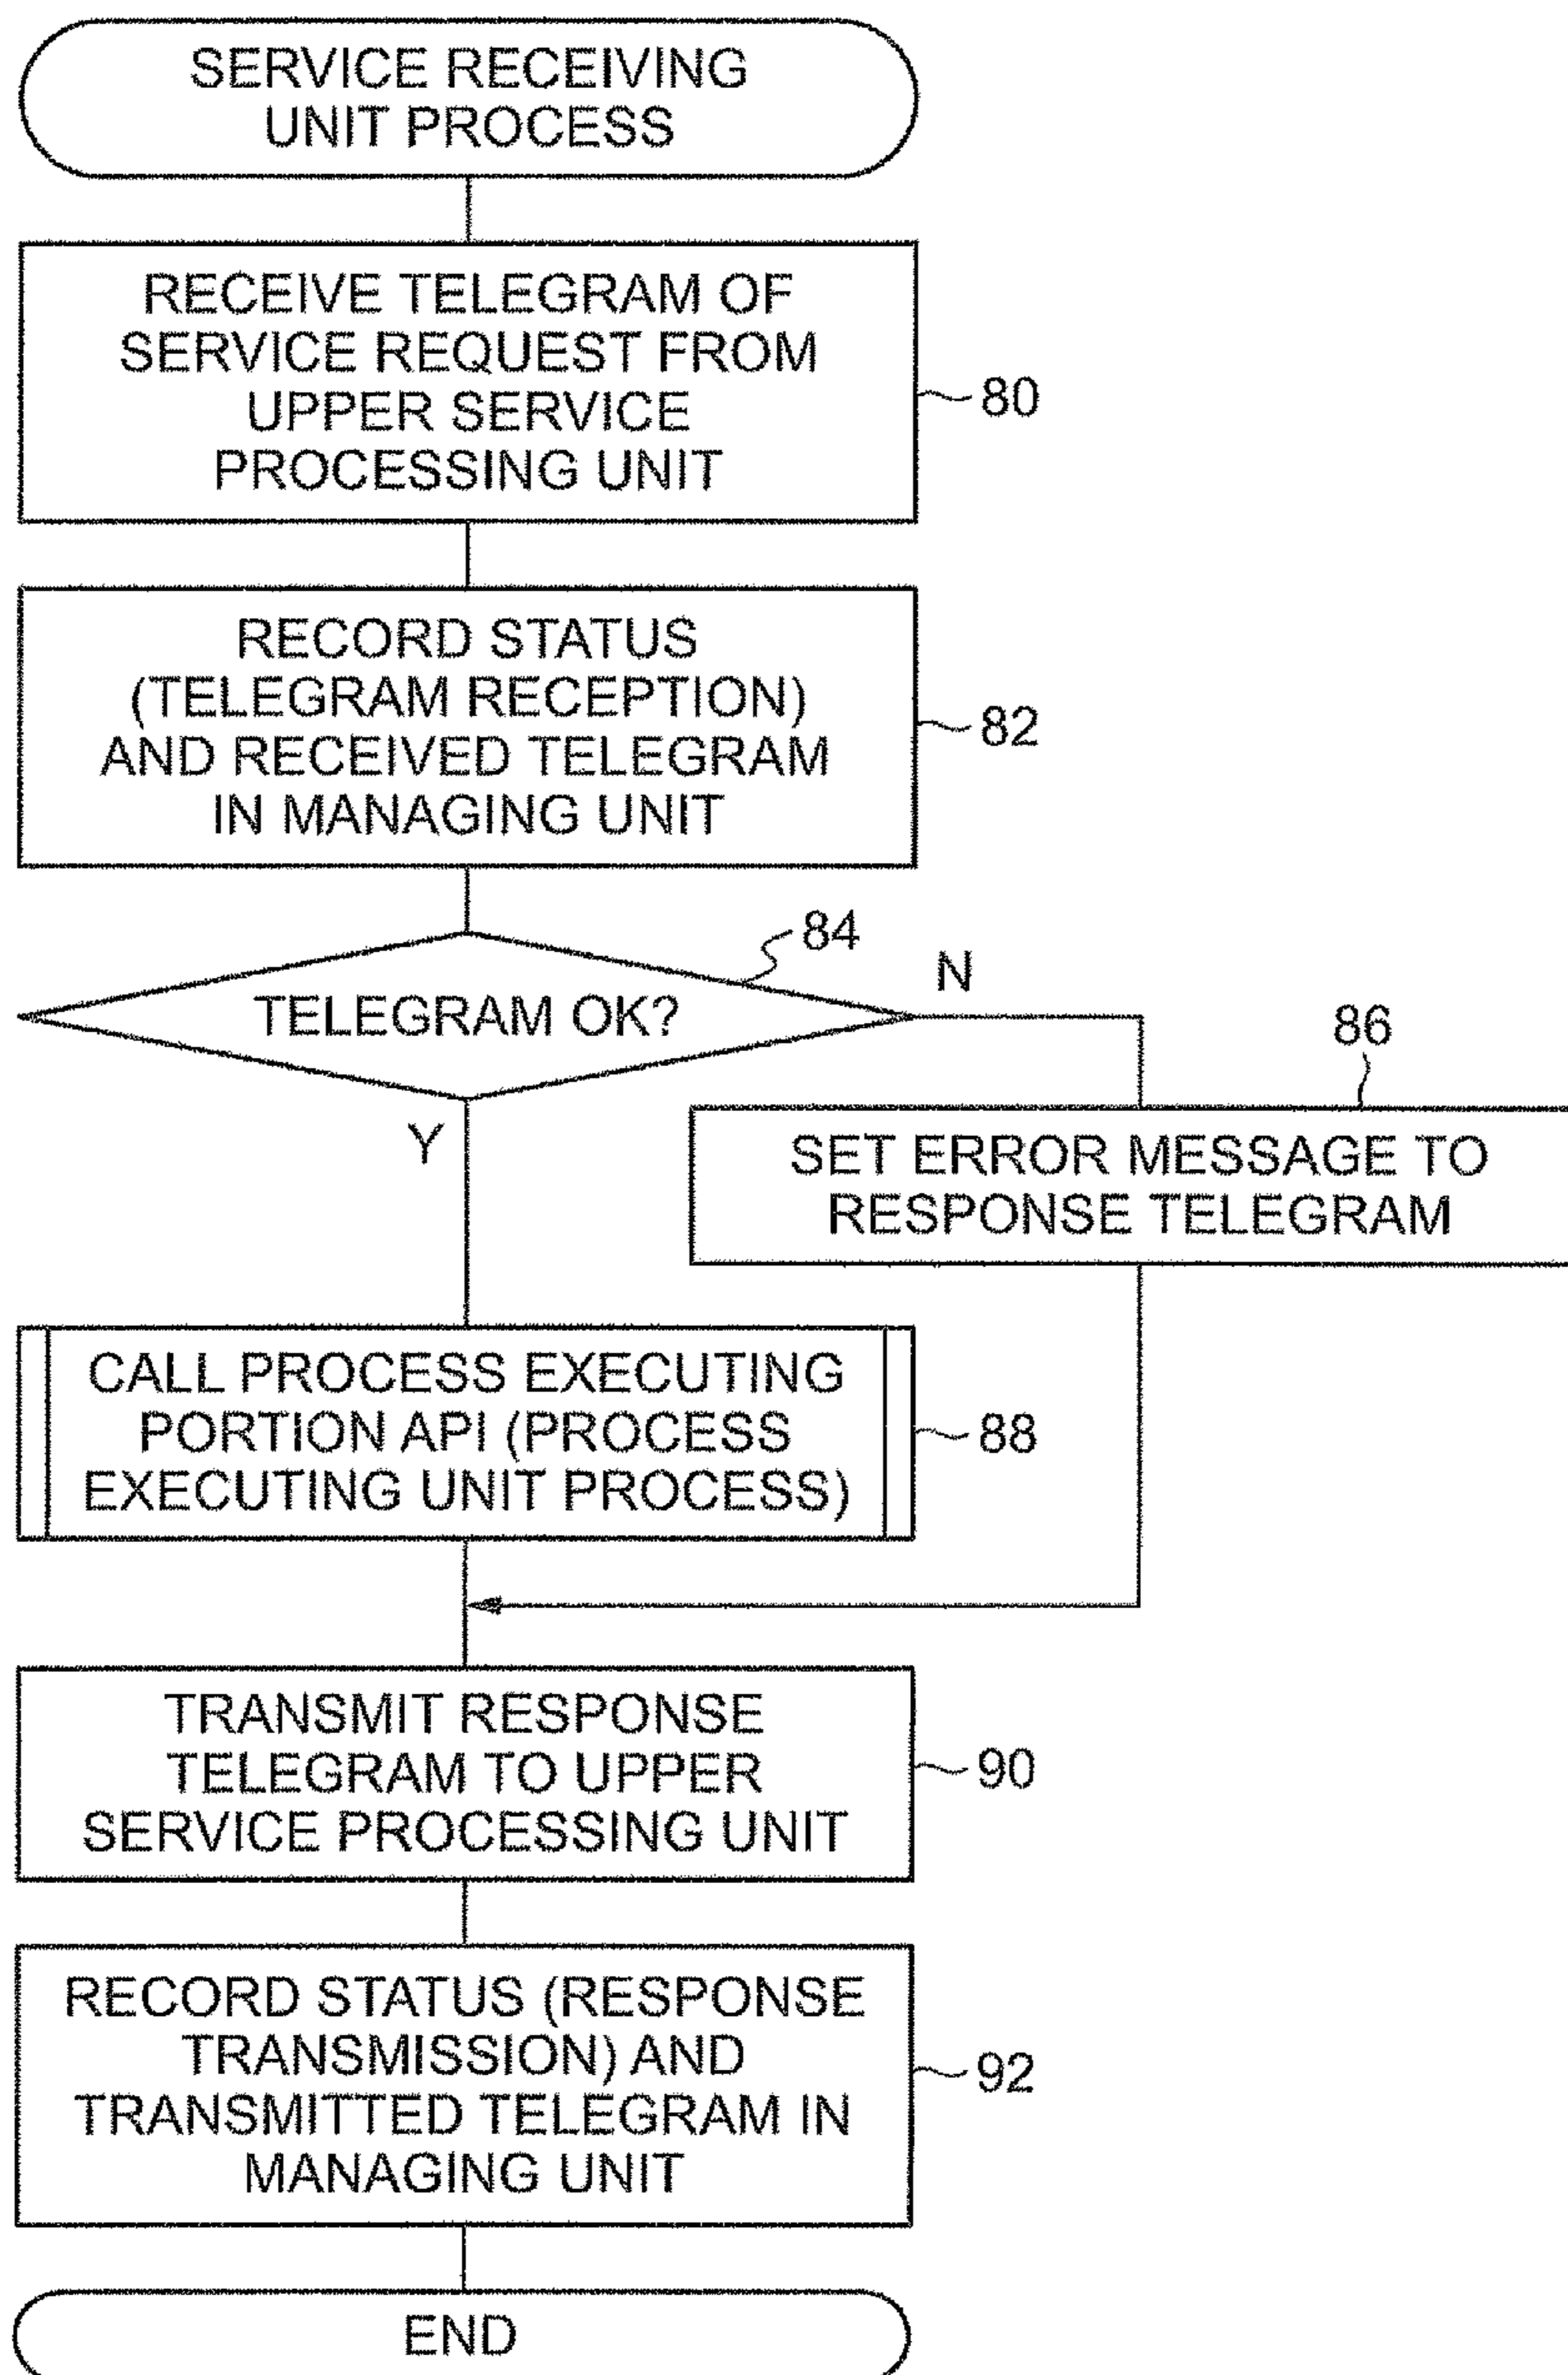 SERVICE RECEIVING
UNIT PROCESS
RECEIVE TELEGRAM OF
SERVICE REQUEST FROM
UPPER SERVICE
PROCESSING UNIT
80
RECORD STATUS
(TELEGRAM RECEPTION)
AND RECEIVED TELEGRAM
IN MANAGING UNIT
82
84
TELEGRAM OK?
N
Y
86
SET ERROR MESSAGE TO
RESPONSE TELEGRAM
CALL PROCESS EXECUTING
PORTION API (PROCESS
EXECUTING UNIT PROCESS)
88
TRANSMIT RESPONSE
TELEGRAM TO UPPER
SERVICE PROCESSING UNIT
90
RECORD STATUS (RESPONSE
TRANSMISSION) AND
TRANSMITTED TELEGRAM IN
MANAGING UNIT
92
END